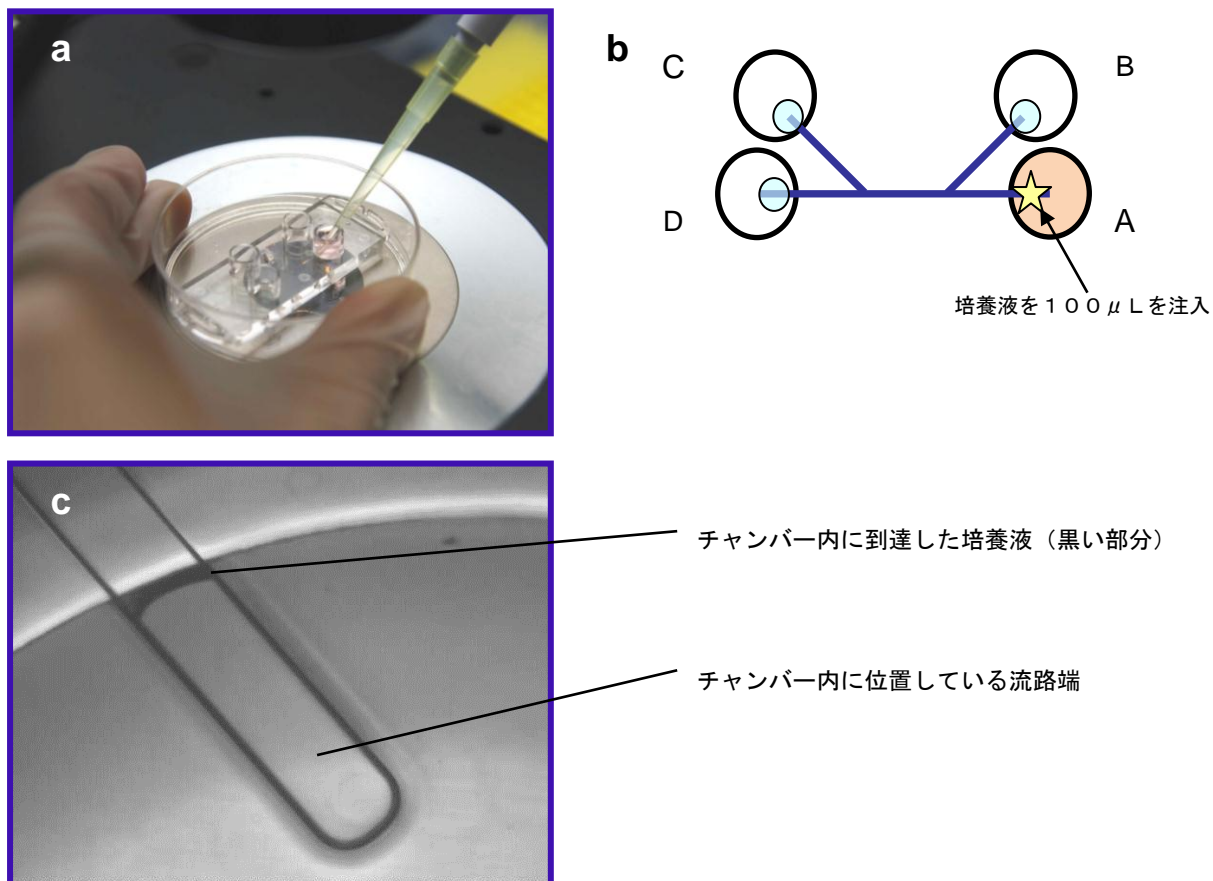 a
b
C
B
D
A
培養液を１００μＬを注入
c
チャンバー内に到達した培養液（黒い部分）
チャンバー内に位置している流路端